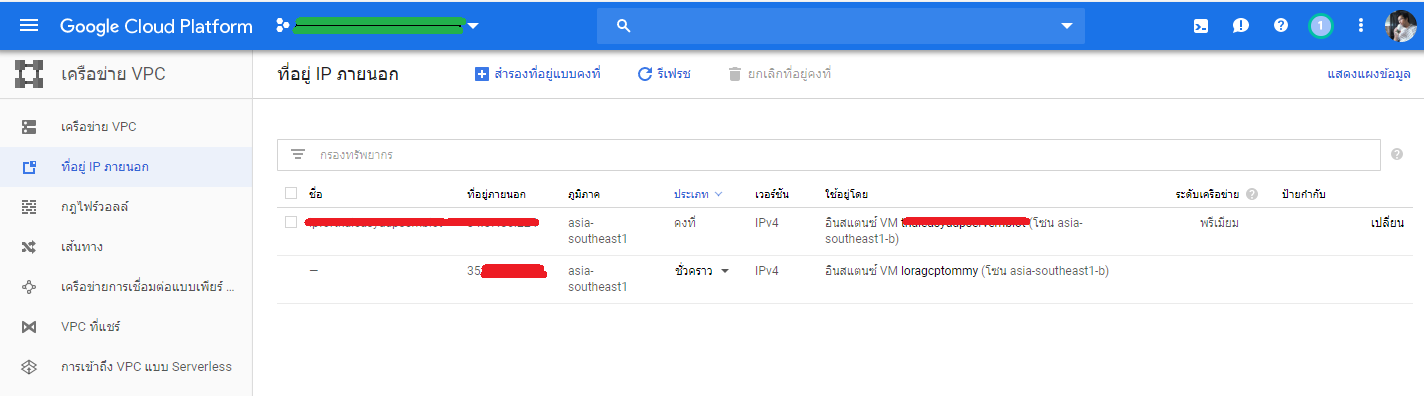 Google Cloud Platform
1
เครือข่าย VPC
ที่อยู่ IP ภายนอก
สำรองที่อยู่แบบคงที่
รีเฟรช
ยกเลิกที่อยู่คงที่
แสดงแผงข้อมูล
เครือข่าย VPC
ที่อยู่ IP ภายนอก
กฎไฟร์วอลล์
เส้นทาง
เครือข่ายการเชื่อมต่อแบบเพียร์ ...
VPC ที่แชร์
การเข้าถึง VPC แบบ Serverless
กรองทรัพยากร
ชื่อ ที่อยู่ภายนอก ภูมิภาค ประเภท เวอร์ชัน ใช้อยู่โดย ระดับเครือข่าย ป้ายกำกับ
asia- คงที่ IPv4 อินสแตนซ์ VM (โซน asia- พรีเมียม เปลี่ยน
southeast1 southeast1-b)
— 35 asia- ชั่วคราว IPv4 อินสแตนซ์ VM loragcptommy (โซน asia-southeast1-b)
southeast1